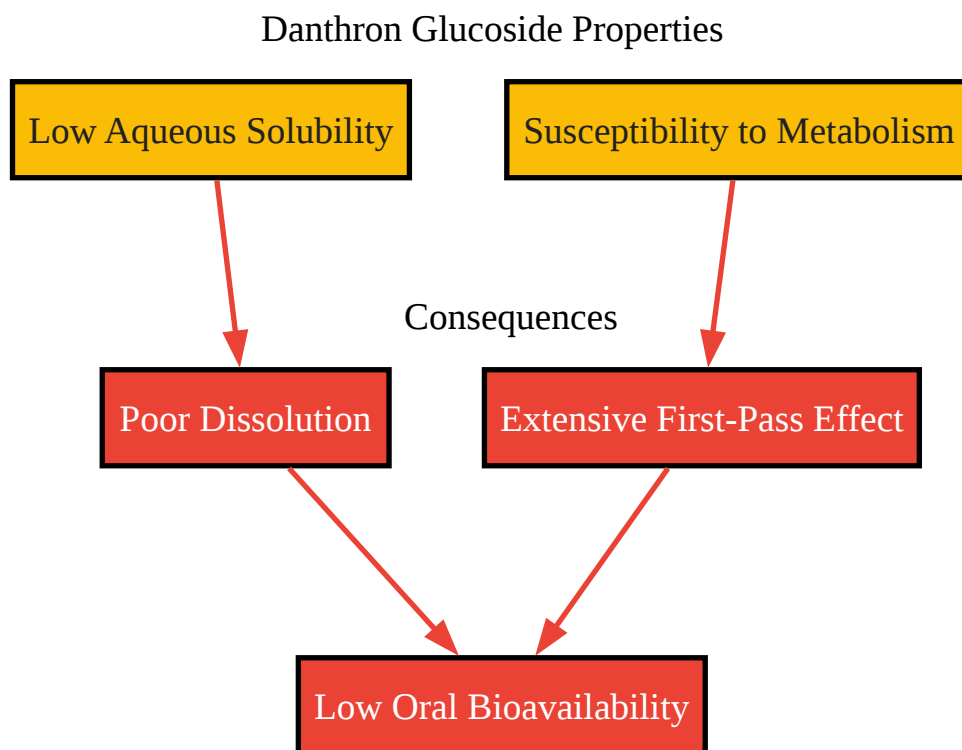 Danthron Glucoside Properties
Low Aqueous Solubility
Susceptibility to Metabolism
Consequences
Poor Dissolution
Extensive First-Pass Effect
Low Oral Bioavailability